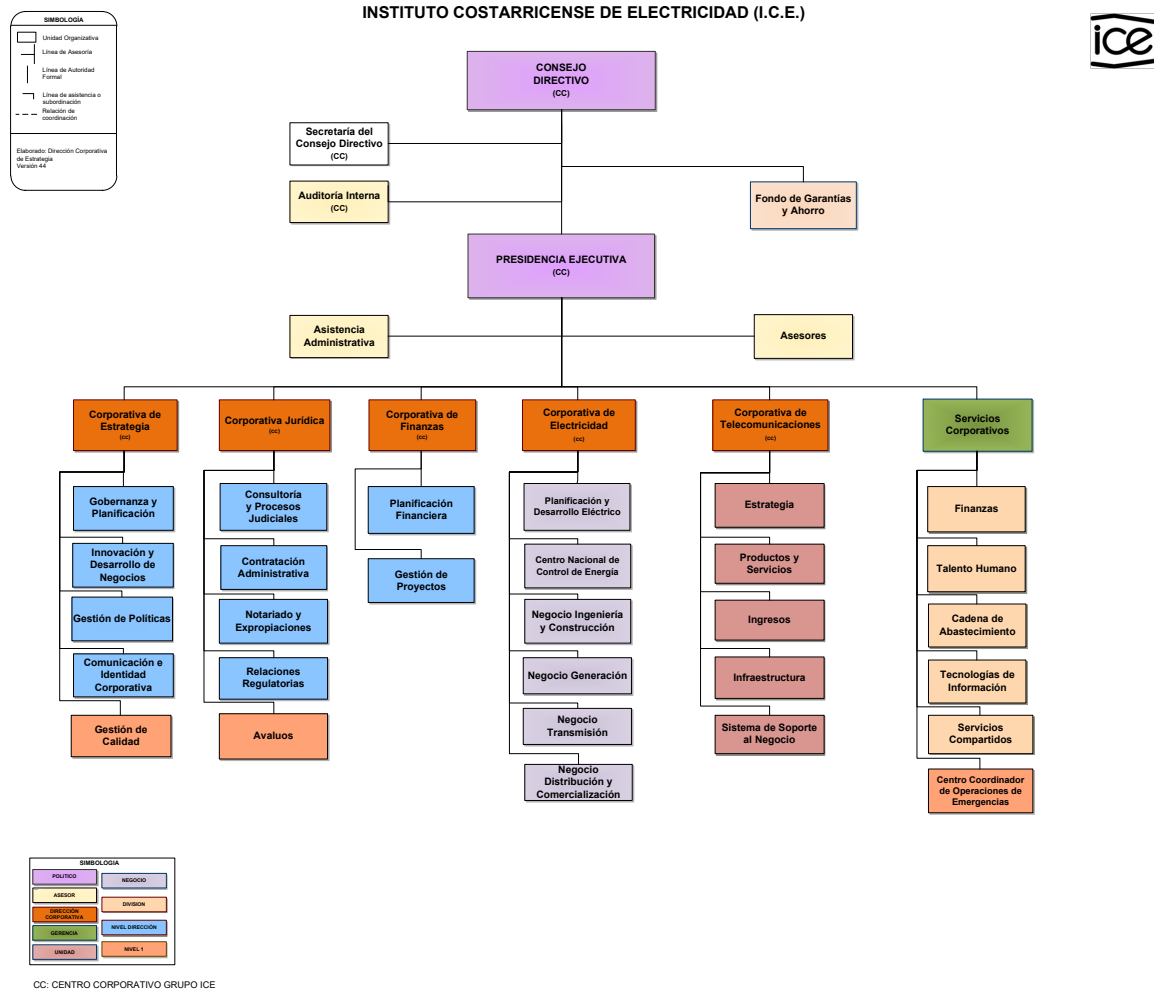 INSTITUTO COSTARRICENSE DE ELECTRICIDAD (I.C.E.)
SIMBOLOGÍA
Unidad Organizativa
Línea de Asesoría
Línea de Autoridad
Formal
Línea de asistencia o
subordinación
Relación de
coordinación
Elaborado: Dirección Corporativa
de Estrategia
Versión 44
ice
CONSEJO
DIRECTIVO
(CC)
Secretaría del
Consejo Directivo
(CC)
Auditoría Interna
(CC)
Fondo de Garantías
y Ahorro
PRESIDENCIA EJECUTIVA
(CC)
Asistencia
Administrativa
Asesores
Corporativa de
Estrategia
(cc)
Corporativa Jurídica
(cc)
Corporativa de
Finanzas
(cc)
Corporativa de
Electricidad
(cc)
Corporativa de
Telecomunicaciones
(cc)
Servicios
Corporativos
Gobernanza y
Planificación
Innovación y
Desarrollo de
Negocios
Gestión de Políticas
Comunicación e
Identidad
Corporativa
Gestión de
Calidad
Consultoría
y Procesos
Judiciales
Contratación
Administrativa
Notariado y
Expropiaciones
Relaciones
Regulatorias
Avaluos
Planificación
Financiera
Gestión de
Proyectos
Planificación y
Desarrollo Eléctrico
Centro Nacional de
Control de Energía
Negocio Ingeniería
y Construcción
Negocio Generación
Negocio
Transmisión
Negocio
Distribución y
Comercialización
Estrategia
Productos y
Servicios
Ingresos
Infraestructura
Sistema de Soporte
al Negocio
Finanzas
Talento Humano
Cadena de
Abastecimiento
Tecnologías de
Información
Servicios
Compartidos
Centro Coordinador
de Operaciones de
Emergencias
SIMBOLOGIA
POLITICO
ASESOR
DIRECCIÓN
CORPORATIVA
GERENCIA
UNIDAD
NEGOCIO
DIVISION
NIVEL DIRECCIÓN
NIVEL 1
CC: CENTRO CORPORATIVO GRUPO ICE